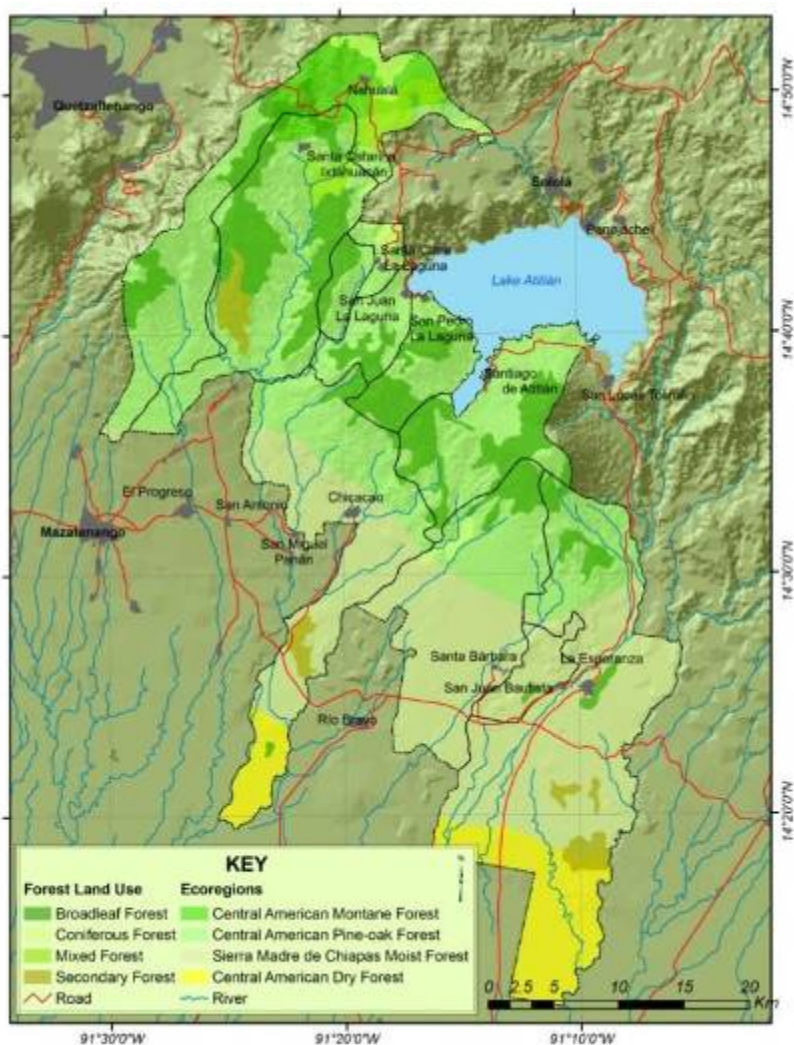 Quetzaltenango
Nahualá
Santa Catarina
Ixtahuacán
Sololá
Panajachel
Santa Clara
La Laguna
Lake Atitlán
San Juan
La Laguna
San Pedro
La Laguna
Santiago
de Atitlán
San Lucas Tolimán
El Progreso
San Antonio
Chicacao
Mazatenango
San Miguel
Panán
Santa Bárbara
La Esperanza
San Juan Bautista
Río Bravo
14°50'0"N
14°40'0"N
14°30'0"N
14°20'0"N
KEY
Forest Land Use
Broadleaf Forest
Coniferous Forest
Mixed Forest
Secondary Forest
Road
Ecoregions
Central American Montane Forest
Central American Pine-oak Forest
Sierra Madre de Chiapas Moist Forest
Central American Dry Forest
River
0 2.5 5 10 15 20
Km
91°30'0"W 91°20'0"W 91°10'0"W